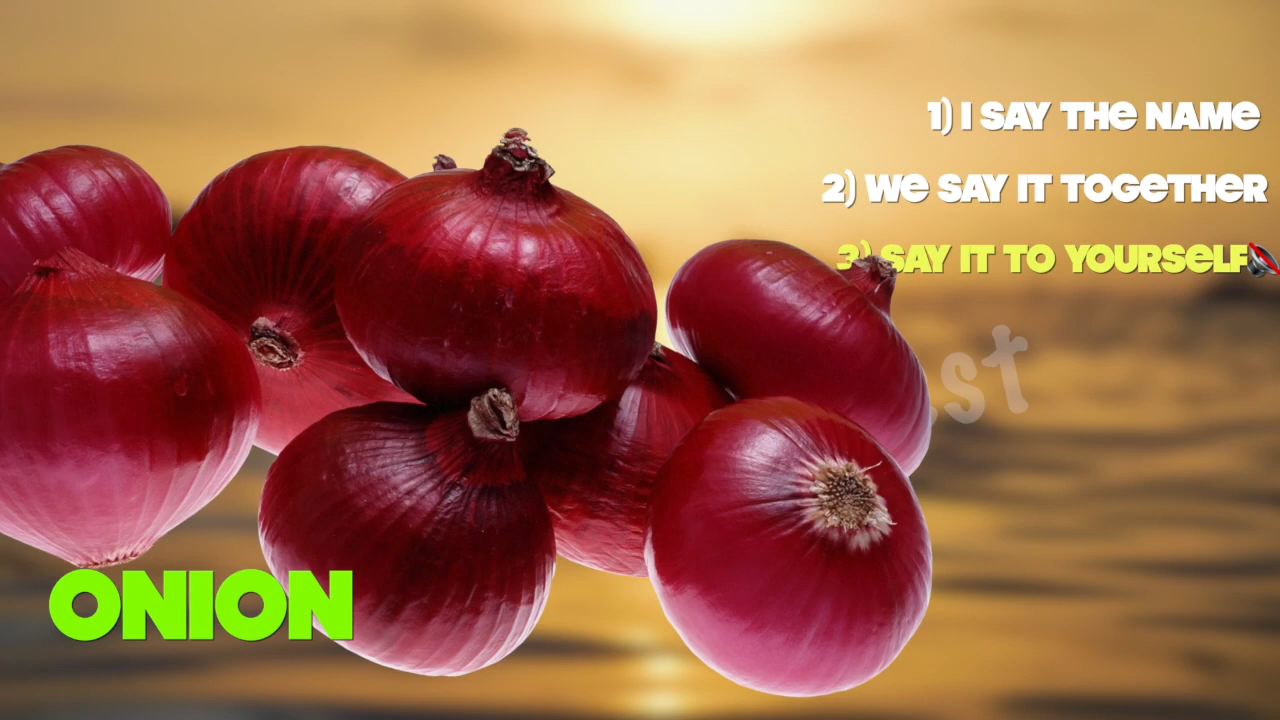 1) I SAY THE NAME
2) WE SAY IT TOGETHER
3) SAY IT TO YOURSELF
ONION